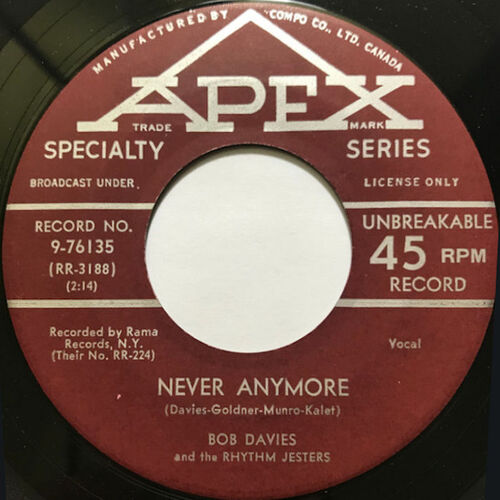 MANUFACTURED BY COMPO CO., LTD. CANADA
APEX
TRADE MARK
SPECIALTY SERIES
BROADCAST UNDER. LICENSE ONLY
RECORD NO.
9-76135
(RR-3188)
(2:14)
UNBREAKABLE
45 RPM
RECORD
Recorded by Rama
Records, N.Y.
(Their No. RR-224)
Vocal
NEVER ANYMORE
(Davies-Goldner-Munro-Kalet)
BOB DAVIES
and the RHYTHM JESTERS